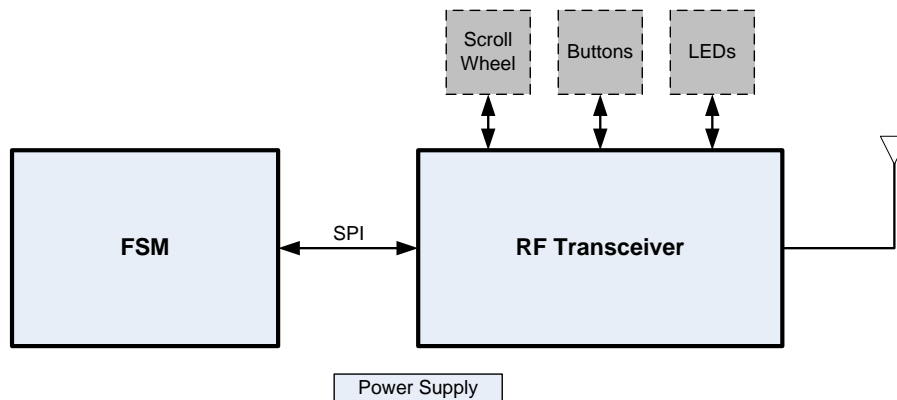 Scroll
Wheel
Buttons
LEDs
FSM
SPI
RF Transceiver
Power Supply